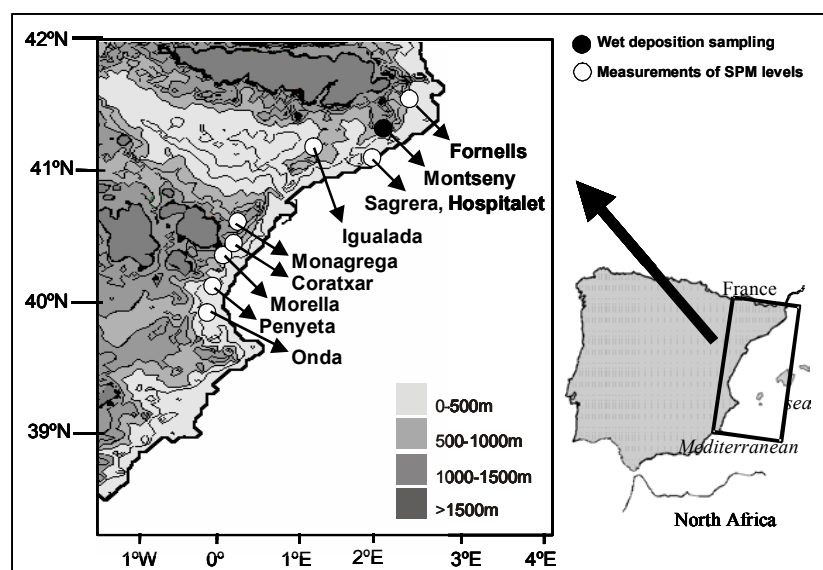 42ºN
41ºN
40ºN
39ºN
Fornells
Montseny
Sagrera, Hospitalet
Igualada
Monagrega
Coratxar
Morella
Penyeta
Onda
0-500m
500-1000m
1000-1500m
>1500m
1ºW
0º
1ºE
2ºE
3ºE
4ºE
Wet deposition sampling
Measurements of SPM levels
France
sea
Mediterranean
North Africa